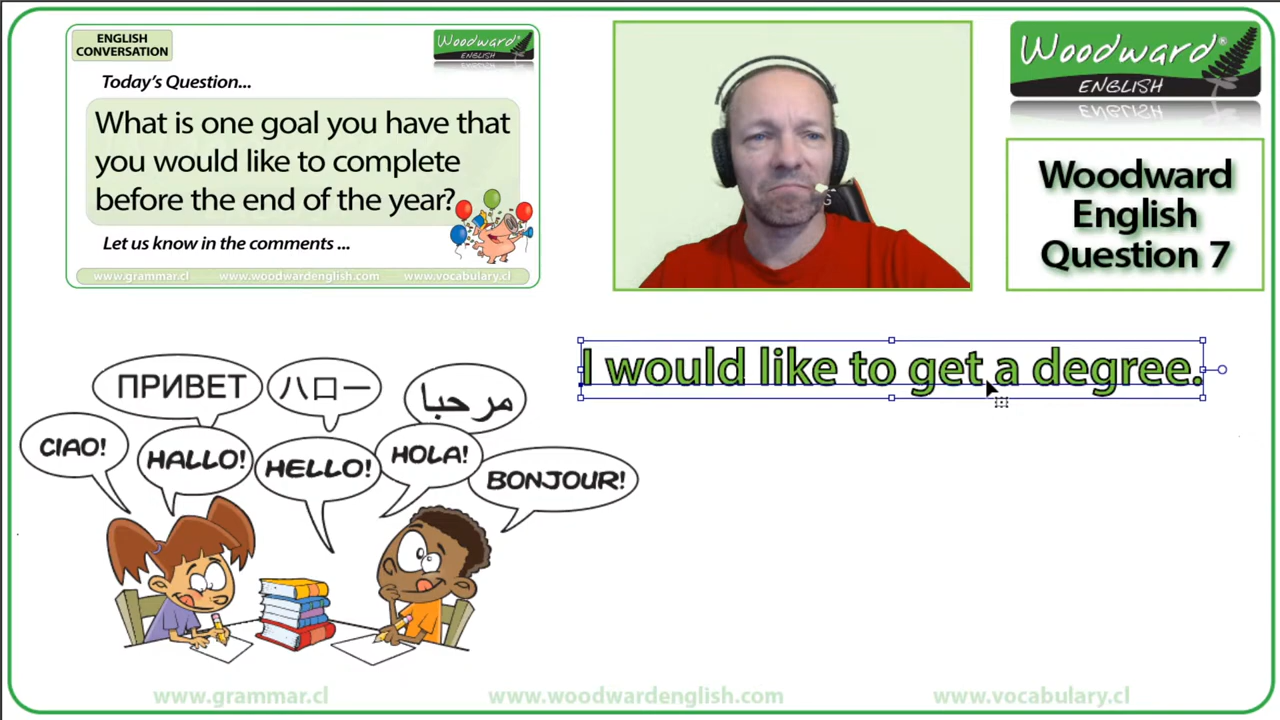 ENGLISH
CONVERSATION
Woodward
ENGLISH
Today's Question...
What is one goal you have that
you would like to complete
before the end of the year?
Let us know in the comments ...
www.grammar.cl www.woodwardenglish.com www.vocabulary.cl
G
Woodward®
ENGLISH
Woodward
English
Question 7
I would like to get a degree.
ПРИВЕТ
ハロー
مرحبا
CIAO!
HALLO!
HELLO!
HOLA!
BONJOUR!
www.grammar.cl www.woodwardenglish.com www.vocabulary.cl